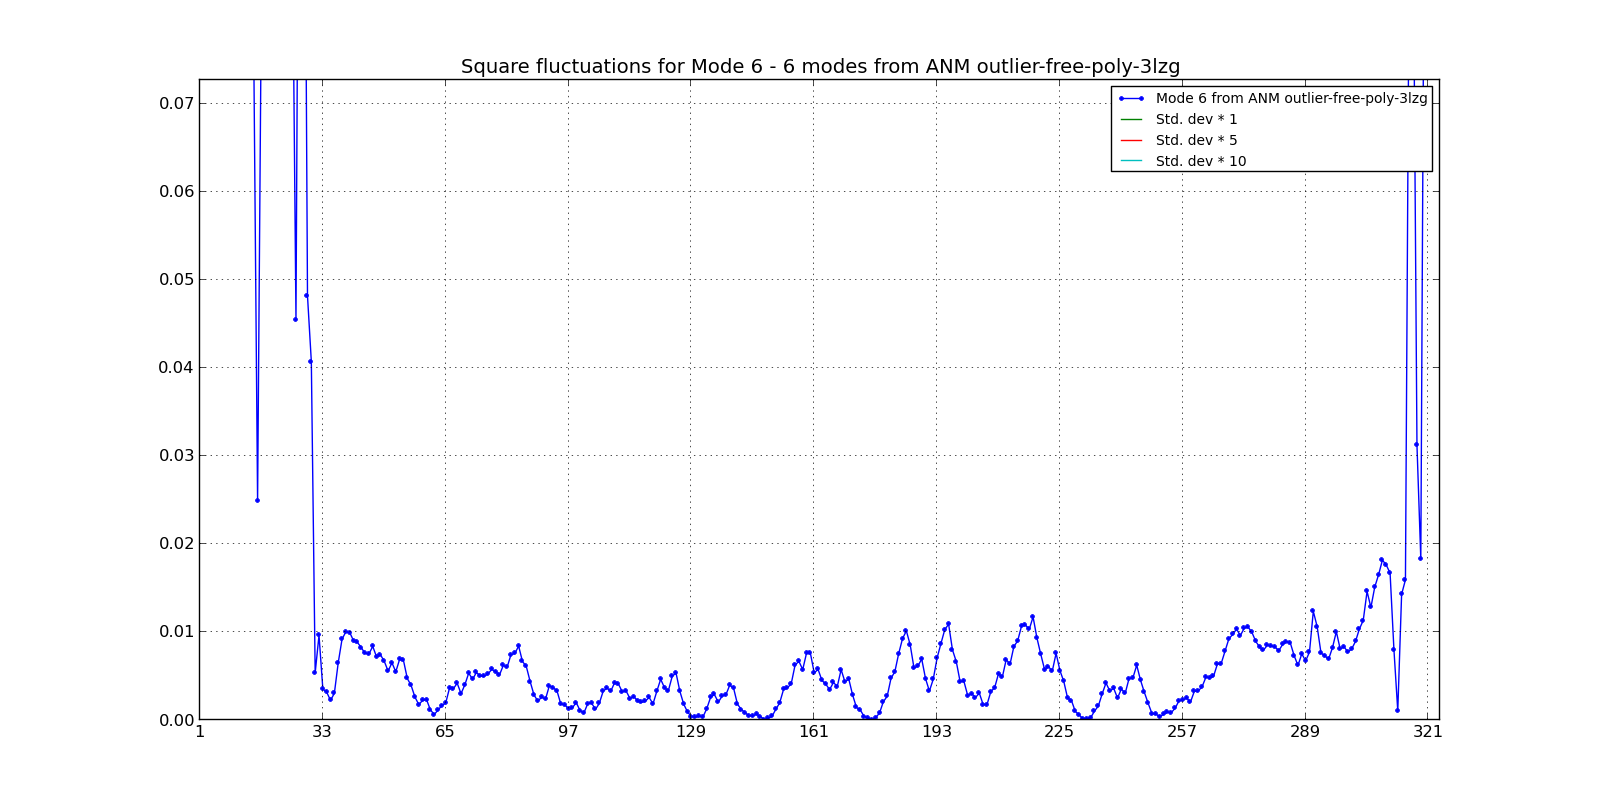 Square fluctuations for Mode 6 - 6 modes from ANM outlier-free-poly-3lzg
Mode 6 from ANM outlier-free-poly-3lzg
Std. dev * 1
Std. dev * 5
Std. dev * 10
0.07
0.06
0.05
0.04
0.03
0.02
0.01
0.00
1 33 65 97 129 161 193 225 257 289 321